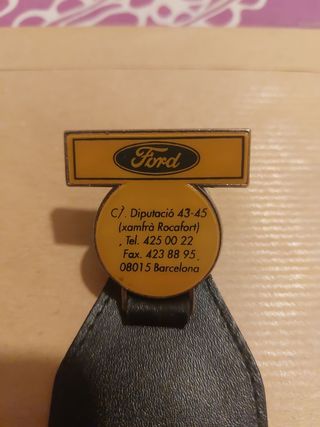 Ford
C/. Diputació 43-45
(xamfrà Rocafort)
Tel. 425 00 22
Fax. 423 88 95
08015 Barcelona